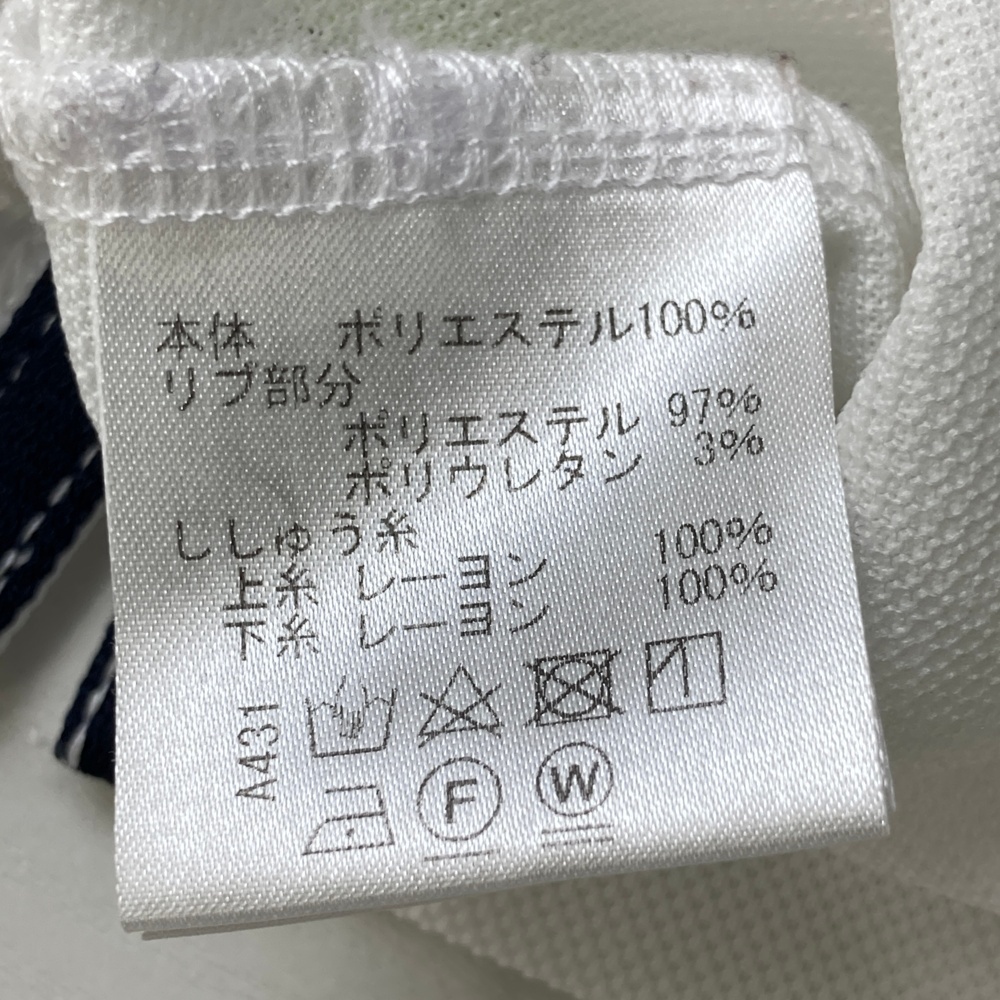 本体 ポリエステル100%
リブ部分
ポリエステル 97%
ポリウレタン 3%
ししゅう糸
上糸 レーヨン 100%
下糸 レーヨン 100%
A431
F
W